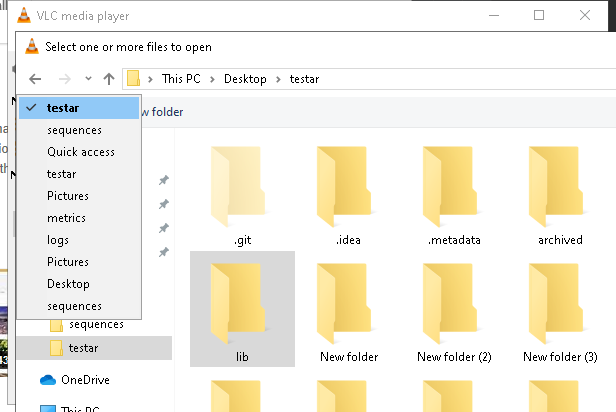 VLC media player
Select one or more files to open
This PC > Desktop > testar
testar
sequences
Quick access
testar
Pictures
metrics
logs
Pictures
Desktop
sequences
w folder
.git
.idea
.metadata
archived
lib
New folder
New folder (2)
New folder (3)
sequences
testar
OneDrive
This PC